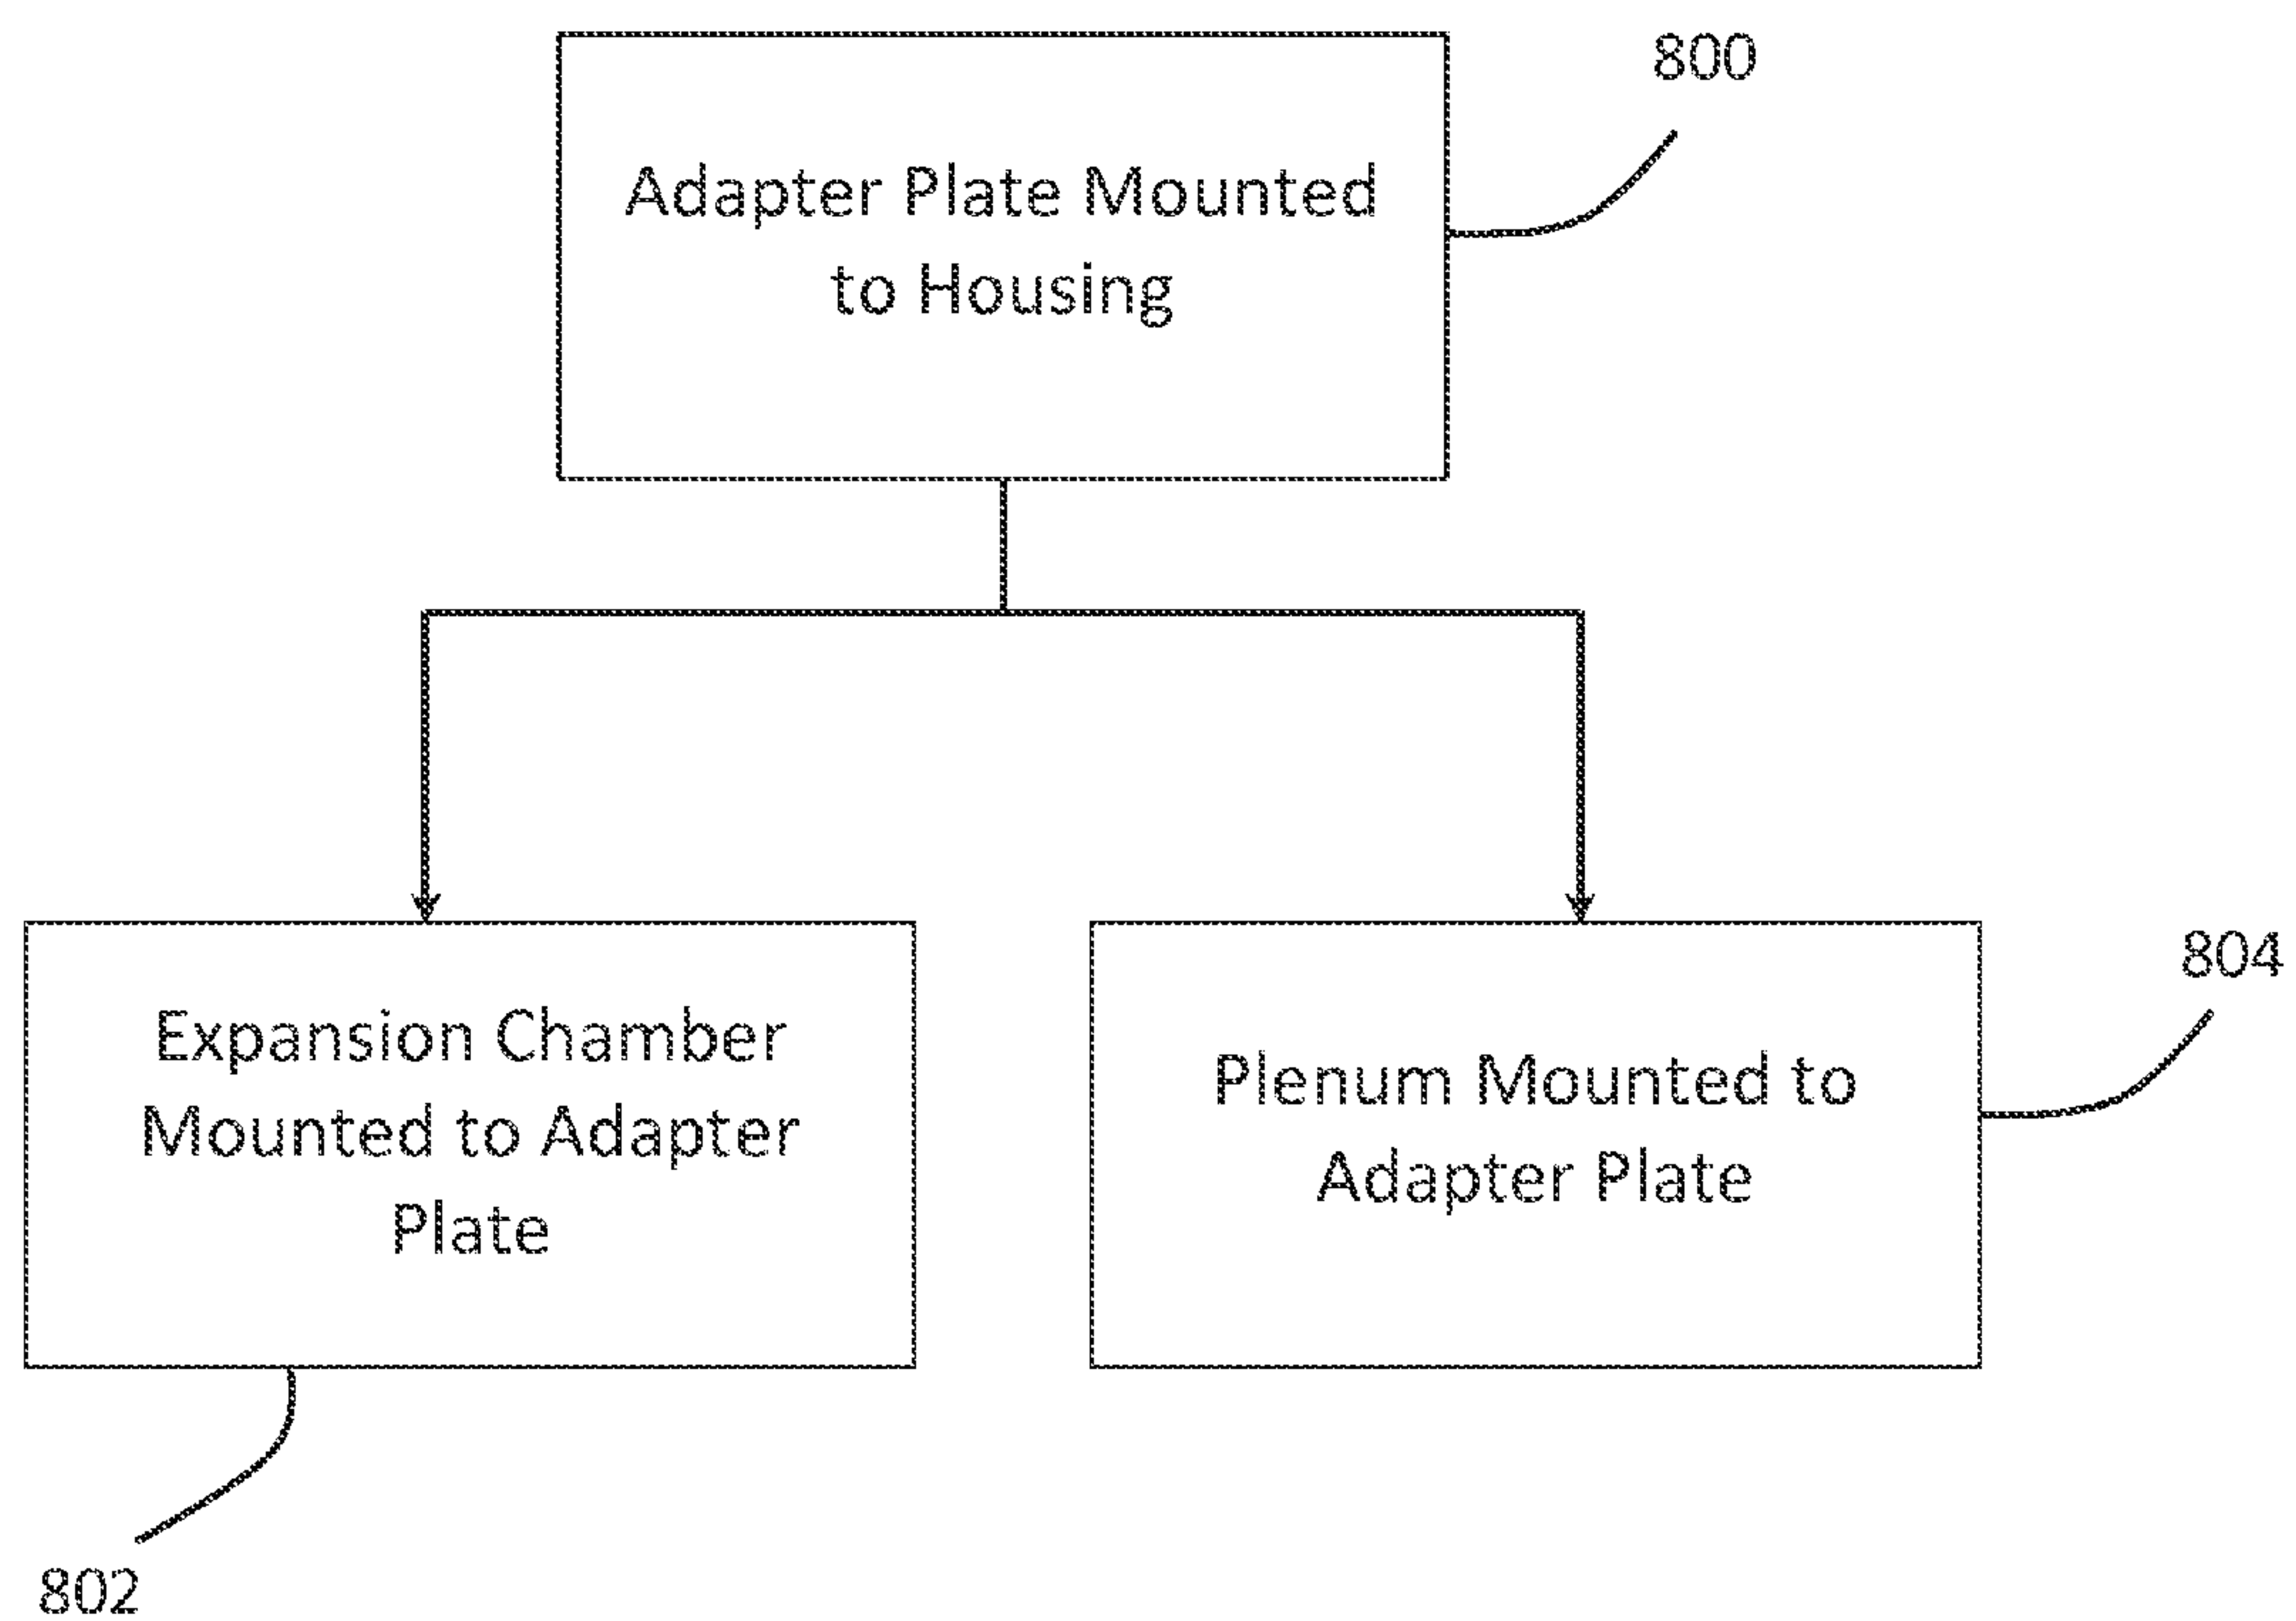 800
Adapter Plate Mounted
to Housing
Expansion Chamber
Mounted to Adapter
Plate
804
Plenum Mounted to
Adapter Plate
802